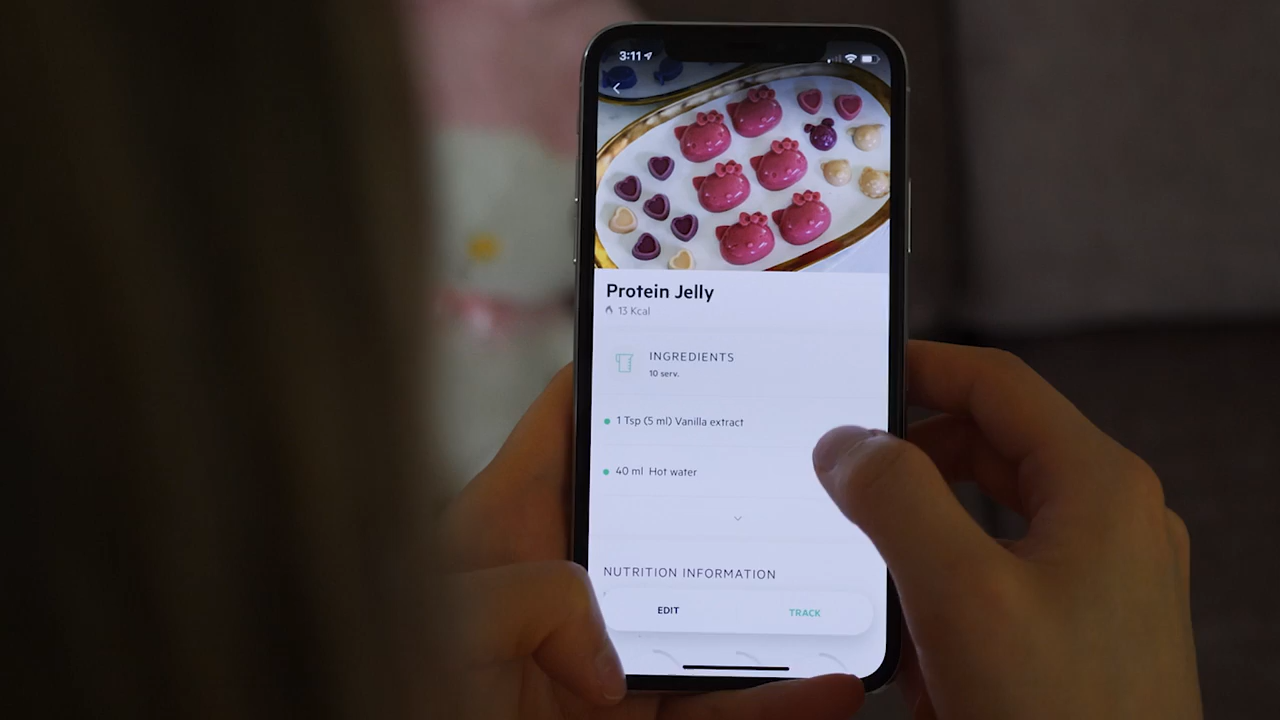 3:11
Protein Jelly
13 Kcal
INGREDIENTS
10 serv.
1 Tsp (5 ml) Vanilla extract
40 ml Hot water
NUTRITION INFORMATION
EDIT
TRACK